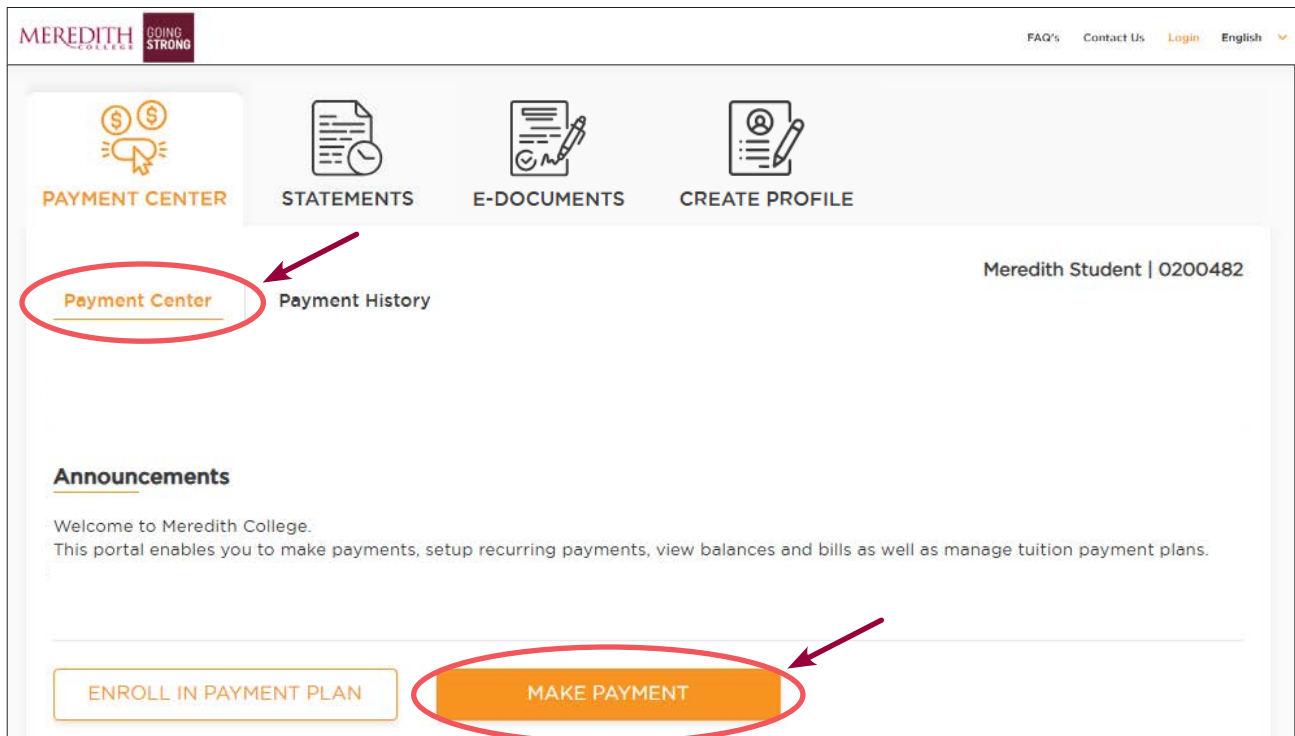 MEREDITH
COLLEGE
GOING
STRONG
FAQ's Contact Us Login English
PAYMENT CENTER STATEMENTS E-DOCUMENTS CREATE PROFILE
Meredith Student | 0200482
Payment Center Payment History
Announcements
Welcome to Meredith College.
This portal enables you to make payments, setup recurring payments, view balances and bills as well as manage tuition payment plans.
ENROLL IN PAYMENT PLAN MAKE PAYMENT